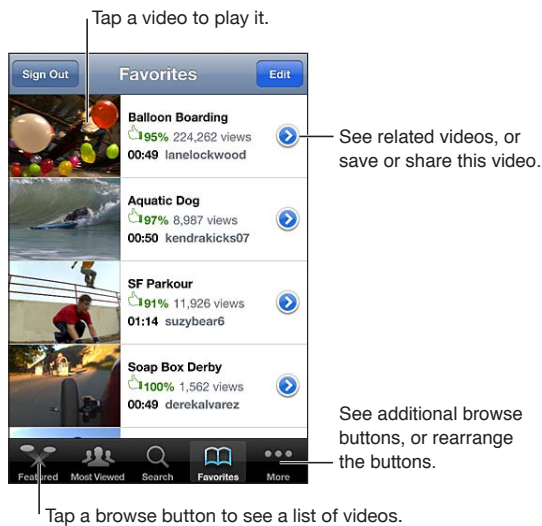 Tap a video to play it.
Sign Out
Favorites
Edit
Balloon Boarding
95% 224,262 views
00:49 lanelockwood
See related videos, or
save or share this video.
Aquatic Dog
97% 8,987 views
00:50 kendrakicks07
SF Parkour
91% 11,926 views
01:14 suzybear6
Soap Box Derby
100% 1,562 views
00:49 derekalvarez
See additional browse
buttons, or rearrange
the buttons.
Featured
Most Viewed
Search
Favorites
More
Tap a browse button to see a list of videos.